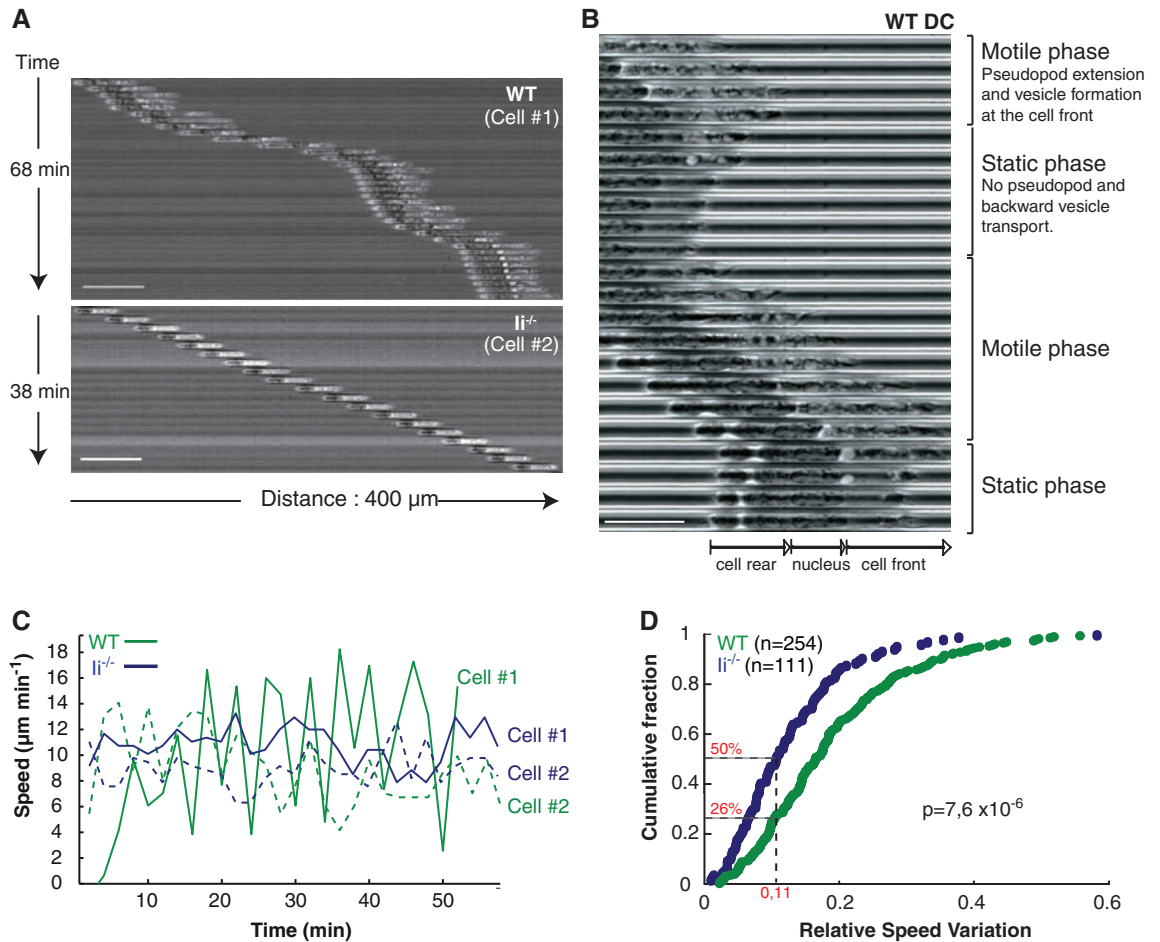 A
Time
WT
(Cell #1)
68 min
Ii-/-
(Cell #2)
38 min
Distance : 400 µm
B
WT DC
Motile phase
Pseudopod extension
and vesicle formation
at the cell front
Static phase
No pseudopod and
backward vesicle
transport.
Motile phase
Static phase
cell rear
nucleus
cell front
C
WT
Ii-/-
Speed (µm min-1)
18
16
14
12
10
8
6
4
2
0
Cell #1
Cell #1
Cell #2
Cell #2
10
20
30
40
50
Time (min)
D
WT (n=254)
Ii-/- (n=111)
Cumulative fraction
1
0.8
0.6
0.4
0.2
0
50%
26%
p=7,6 x10-6
0
0,11
0.2
0.4
0.6
Relative Speed Variation